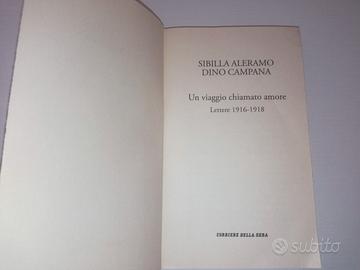 SIBILLA ALERAMO
DINO CAMPANA
Un viaggio chiamato amore
Lettere 1916-1918
CORRIERE DELLA SERA
subito